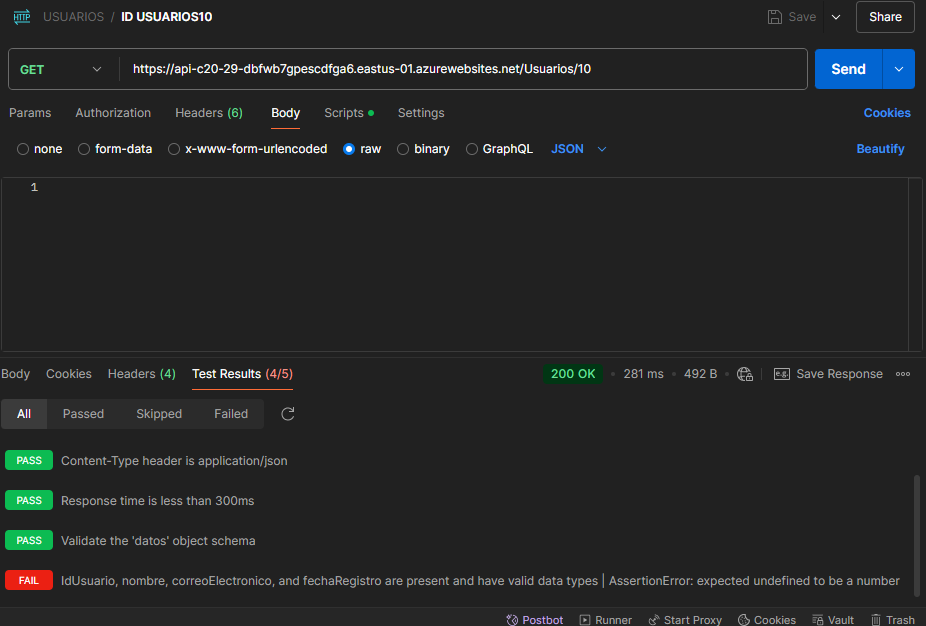 HTTP USUARIOS / ID USUARIOS10 Save Share
GET https://api-c20-29-dbfwb7gpescdfga6.eastus-01.azurewebsites.net/Usuarios/10 Send
Params Authorization Headers (6) Body Scripts Settings Cookies
none form-data x-www-form-urlencoded raw binary GraphQL JSON Beautify
1
Body Cookies Headers (4) Test Results (4/5) 200 OK 281 ms 492 B e.g. Save Response
All Passed Skipped Failed
PASS Content-Type header is application/json
PASS Response time is less than 300ms
PASS Validate the 'datos' object schema
FAIL IdUsuario, nombre, correoElectronico, and fechaRegistro are present and have valid data types | AssertionError: expected undefined to be a number
Postbot Runner Start Proxy Cookies Vault Trash